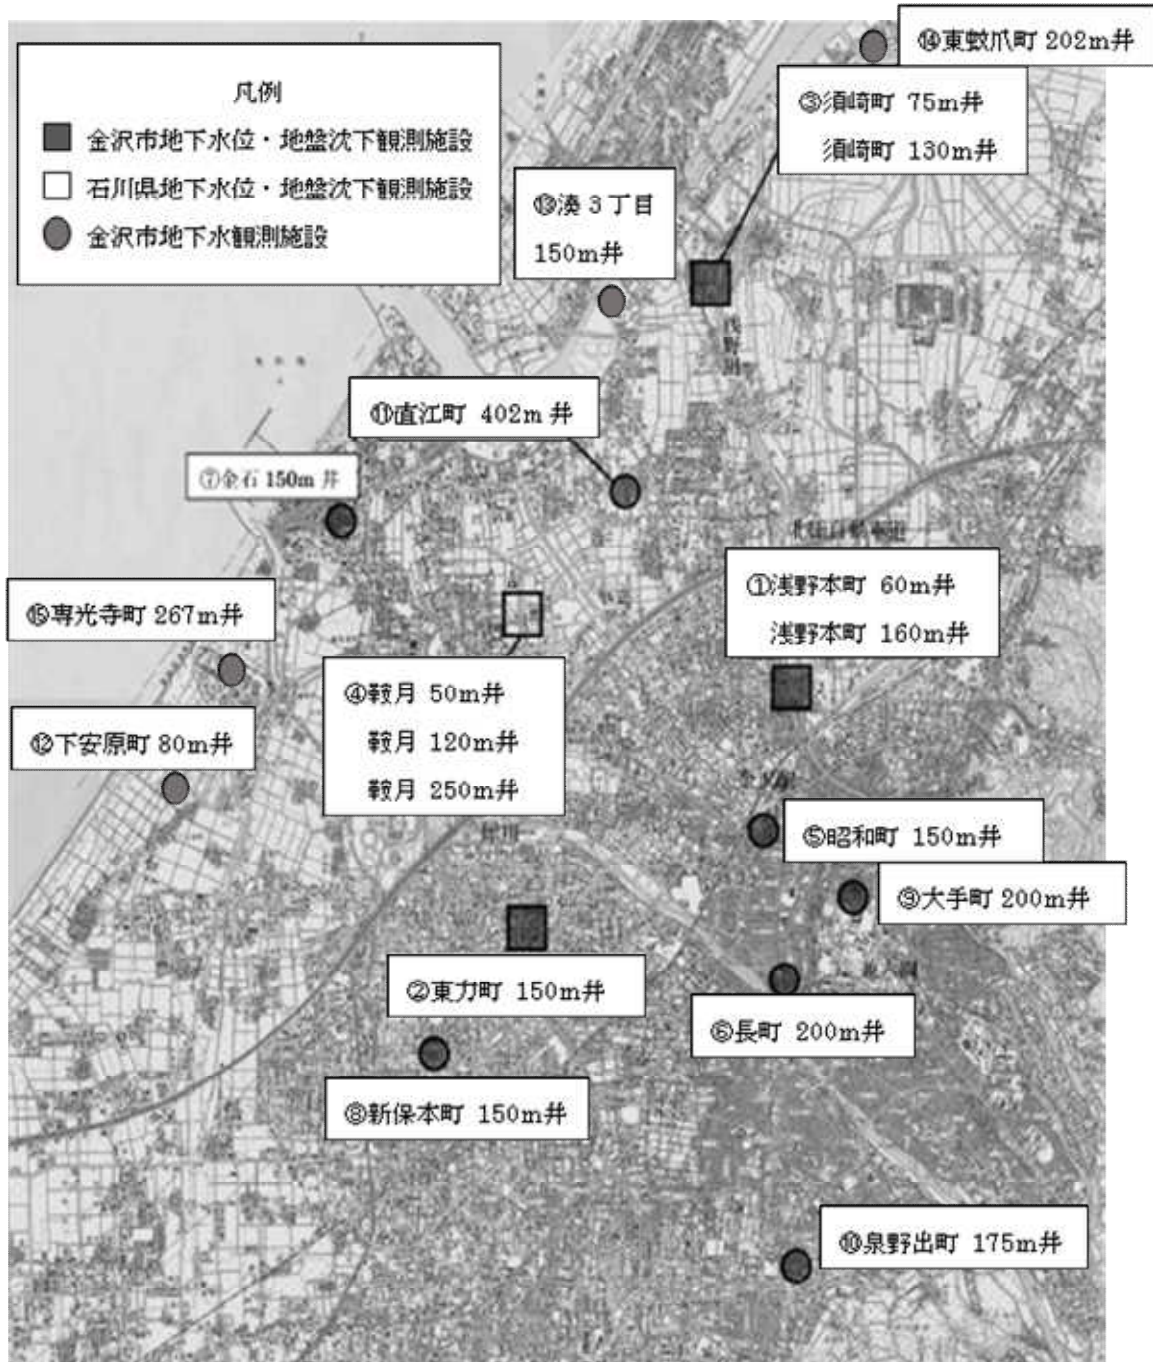 ⑭東蚊爪町 202m井
凡例
金沢市地下水位・地盤沈下観測施設
石川県地下水位・地盤沈下観測施設
金沢市地下水観測施設
③須崎町 75m井
須崎町 130m井
⑬湊3丁目
150m井
浅野川
⑪直江町 402m井
⑦金石 150m井
北陸自動車道
①浅野本町 60m井
浅野本町 160m井
⑮専光寺町 267m井
④鞍月 50m井
鞍月 120m井
鞍月 250m井
⑫下安原町 80m井
犀川
⑤昭和町 150m井
⑨大手町 200m井
②東力町 150m井
⑥長町 200m井
⑧新保本町 150m井
⑩泉野出町 175m井